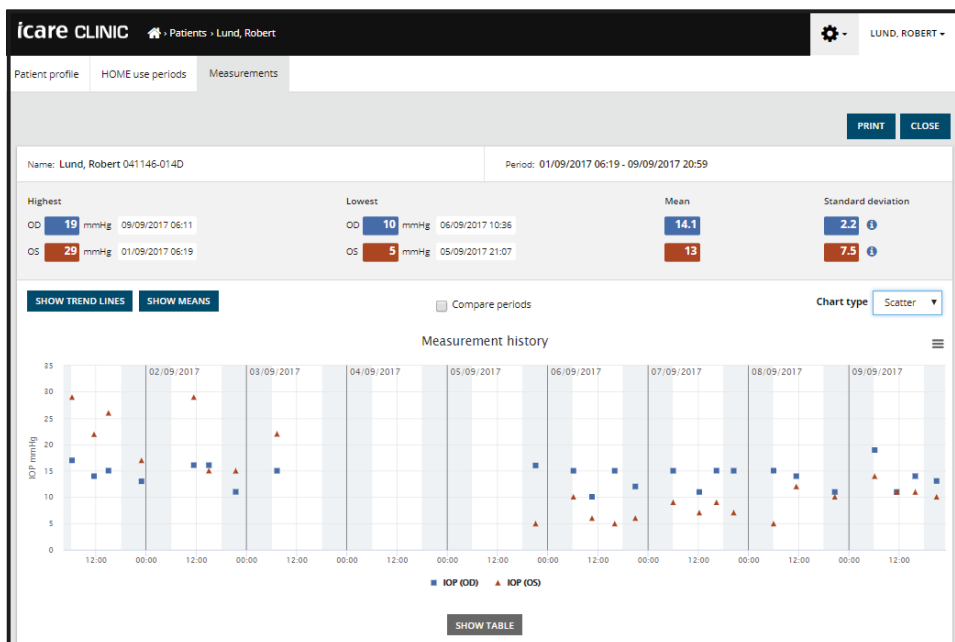 icare CLINIC › Patients › Lund, Robert LUND, ROBERT
Patient profile HOME use periods Measurements
PRINT CLOSE
Name: Lund, Robert 041146-014D Period: 01/09/2017 06:19 - 09/09/2017 20:59
Highest Lowest Mean Standard deviation
OD 19 mmHg 09/09/2017 06:11 OD 10 mmHg 06/09/2017 10:36 14.1 2.2
OS 29 mmHg 01/09/2017 06:19 OS 5 mmHg 05/09/2017 21:07 13 7.5
SHOW TREND LINES SHOW MEANS Compare periods Chart type Scatter
Measurement history
35
02/09/2017 03/09/2017 04/09/2017 05/09/2017 06/09/2017 07/09/2017 08/09/2017 09/09/2017
30
25
20
IOP mmHg
15
10
5
0
12:00 00:00 12:00 00:00 12:00 00:00 12:00 00:00 12:00 00:00 12:00 00:00 12:00 00:00 12:00 00:00 12:00
IOP (OD) IOP (OS)
SHOW TABLE